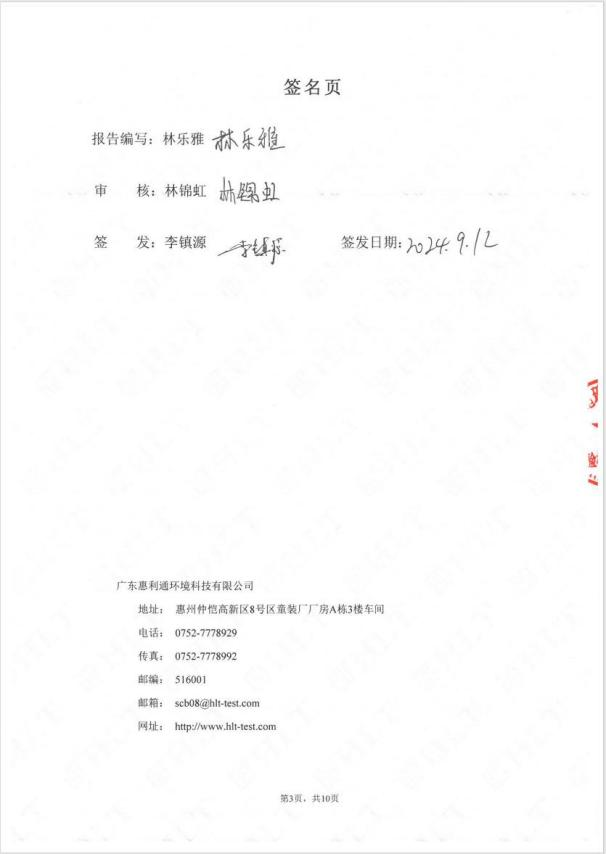 签名页
报告编写：林乐雅 林乐雅
审 核：林锦虹 林锦虹
签 发：李镇源 李镇源 签发日期：2024.9.12
广东惠利通环境科技有限公司
地址： 惠州仲恺高新区8号区童装厂厂房A栋3楼车间
电话： 0752-7778929
传真： 0752-7778992
邮编： 516001
邮箱： scb08@hlt-test.com
网址： http://www.hlt-test.com
第3页，共10页